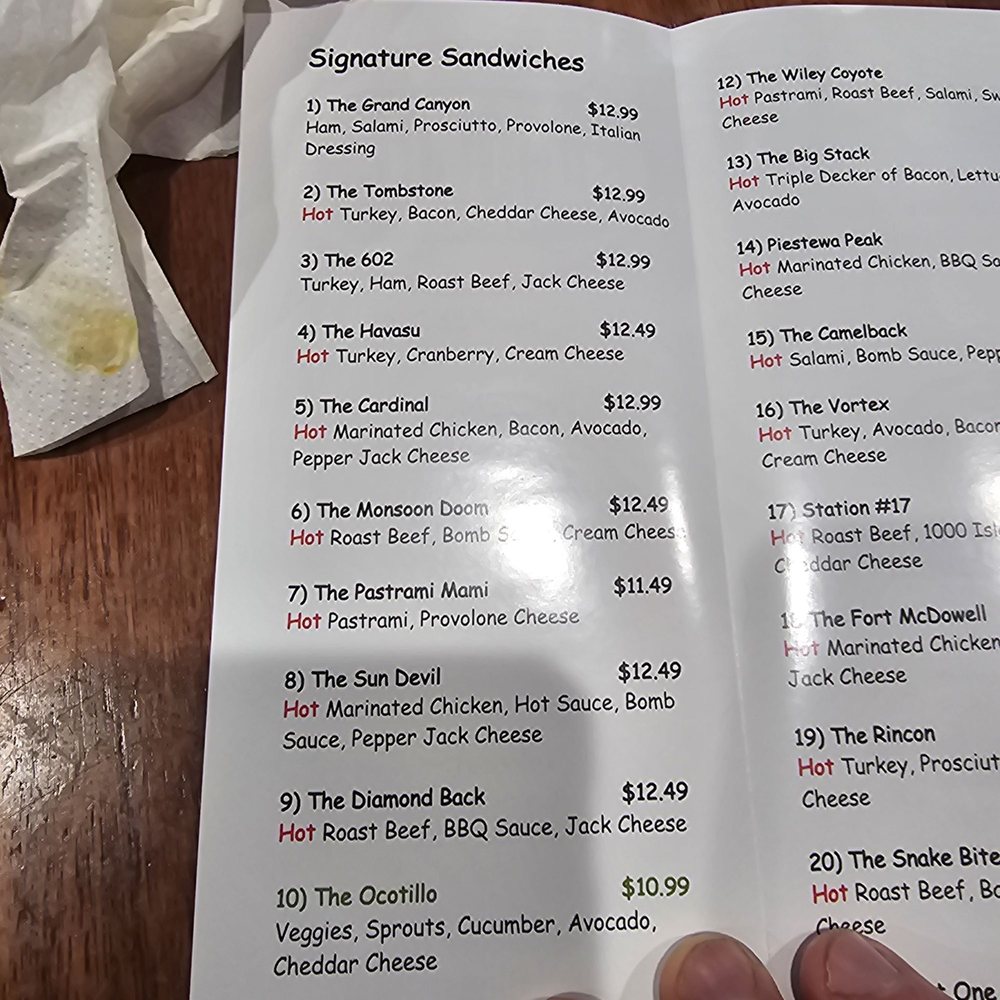 Signature Sandwiches
1) The Grand Canyon $12.99
Ham, Salami, Prosciutto, Provolone, Italian
Dressing
2) The Tombstone $12.99
Hot Turkey, Bacon, Cheddar Cheese, Avocado
3) The 602 $12.99
Turkey, Ham, Roast Beef, Jack Cheese
4) The Havasu $12.49
Hot Turkey, Cranberry, Cream Cheese
5) The Cardinal $12.99
Hot Marinated Chicken, Bacon, Avocado,
Pepper Jack Cheese
6) The Monsoon Doom $12.49
Hot Roast Beef, Bomb Cream
7) The Pastrami Mami $11.49
Hot Pastrami, Provolone Cheese
8) The Sun Devil $12.49
Hot Marinated Chicken, Hot Sauce, Bomb
Sauce, Pepper Jack Cheese
9) The Diamond Back $12.49
Hot Roast Beef, BBQ Sauce, Jack Cheese
10) The Ocotillo $10.99
Veggies, Sprouts, Cucumber, Avocado,
Cheddar Cheese
12) The Wiley Coyote
Hot Pastrami, Roast Beef, Salami,
Cheese
13) The Big Stack
Hot Triple Decker of Bacon,
Avocado
14) Piestewa Peak
Hot Marinated Chicken, BBQ
Cheese
15) The Camelback
Hot Salami, Bomb Sauce,
16) The Vortex
Hot Turkey, Avocado, Bacon
Cream Cheese
17) Station #17
Hot Roast Beef, 1000
Cheddar Cheese
The Fort McDowell
Hot Marinated Chicken
Jack Cheese
19) The Rincon
Hot Turkey,
Cheese
20) The Snake Bite
Hot Roast Beef,
Cheese
One